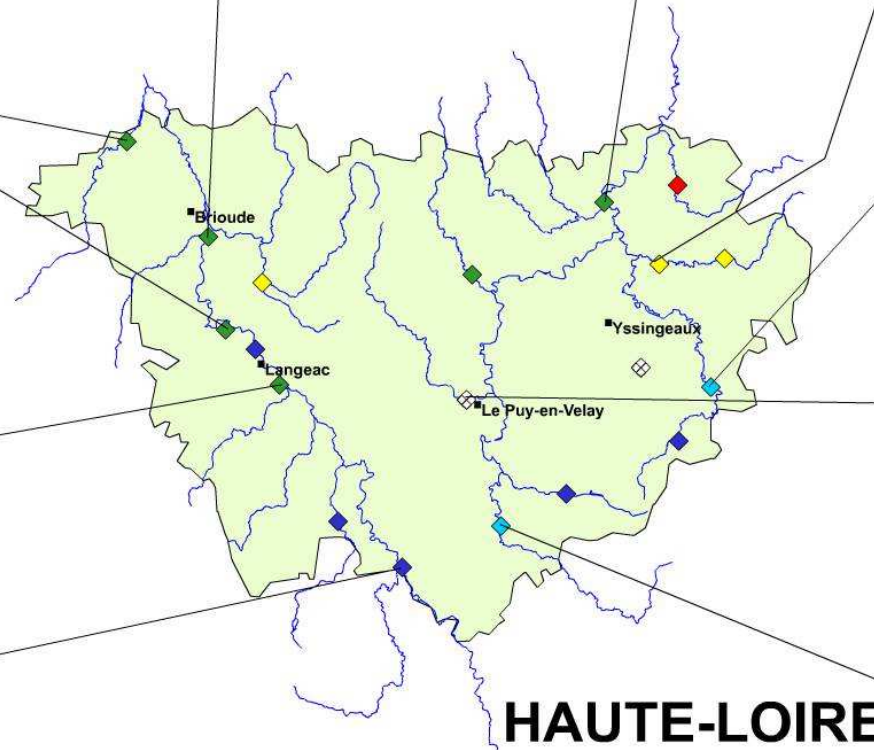 Brioude
Yssingeaux
Langeac
Le Puy-en-Velay
HAUTE-LOIRE